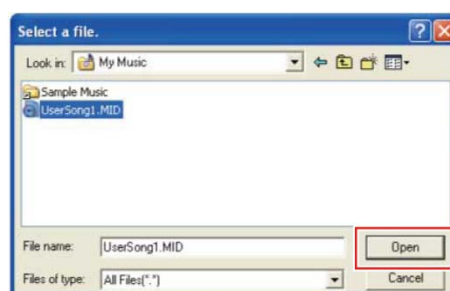 Select a file.
Look in: My Music
Sample Music
UserSong1.MID
File name: UserSong1.MID Open
Files of type: All Files(*.*) Cancel